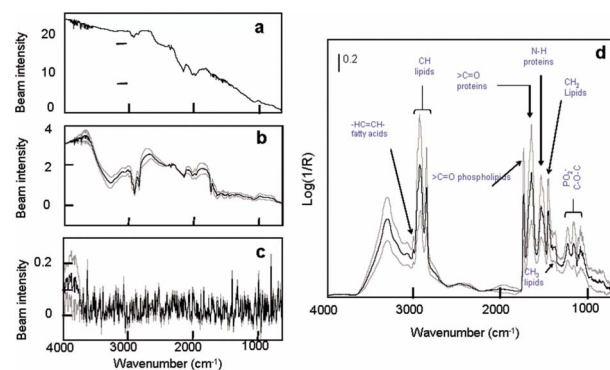 a
20
10
0
Beam intensity
b
4
2
0
Beam intensity
c
0.2
0
Beam intensity
4000 3000 2000 1000
Wavenumber (cm-1)
d
0.2
CH
lipids
>C=O
proteins
N-H
proteins
CH2
Lipids
-HC=CH-
fatty acids
>C=O phospholipids
PO2-
C-O-C
CH3
lipids
Log(1/R)
4000 3000 2000 1000
Wavenumber (cm-1)